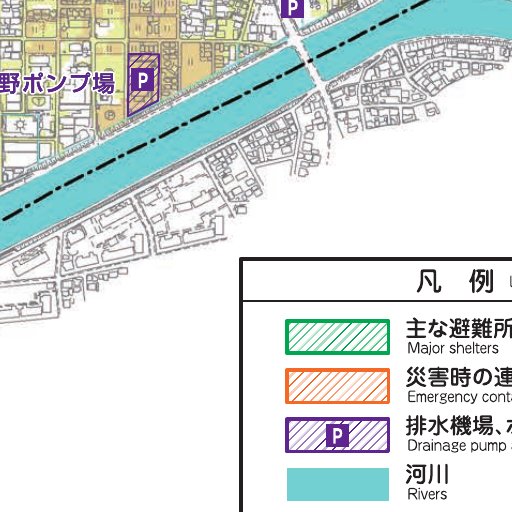 P
野ポンプ場
P
凡 例
主な避難所
Major shelters
災害時の連
Emergency conta
排水機場、
P
Drainage pump
河川
Rivers